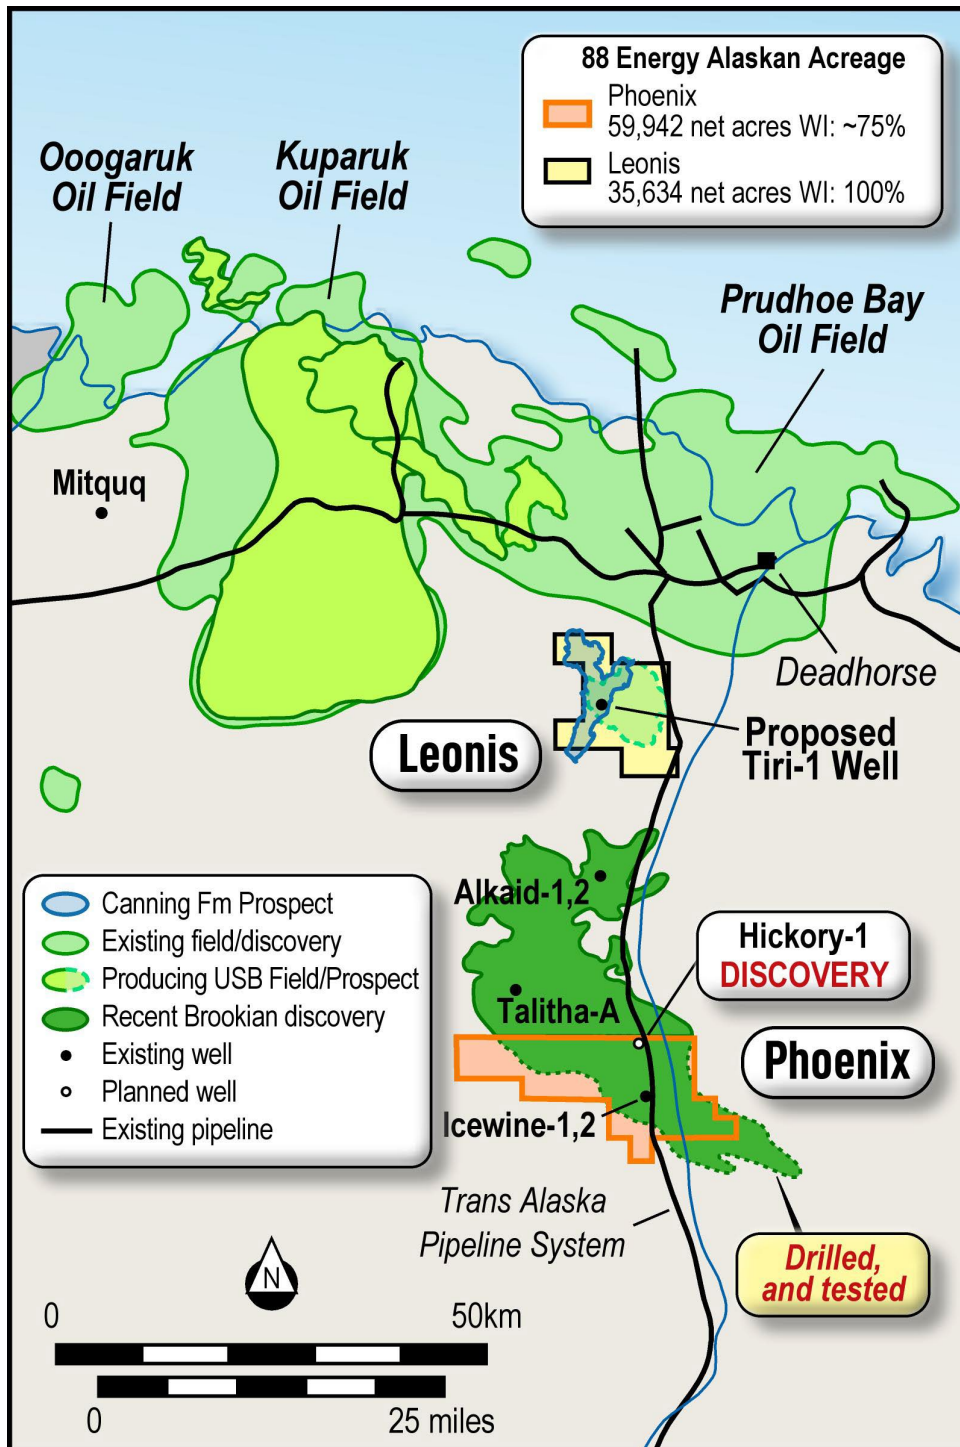 88 Energy Alaskan Acreage
Phoenix
59,942 net acres WI: ~75%
Leonis
35,634 net acres WI: 100%
Ooogaruk
Oil Field
Kuparuk
Oil Field
Prudhoe Bay
Oil Field
Mitquq
Deadhorse
Leonis
Proposed
Tiri-1 Well
Canning Fm Prospect
Existing field/discovery
Producing USB Field/Prospect
Recent Brookian discovery
Existing well
Planned well
Existing pipeline
Alkaid-1,2
Talitha-A
Hickory-1
DISCOVERY
Phoenix
Icewine-1,2
Trans Alaska
Pipeline System
Drilled,
and tested
N
0 50km
0 25 miles